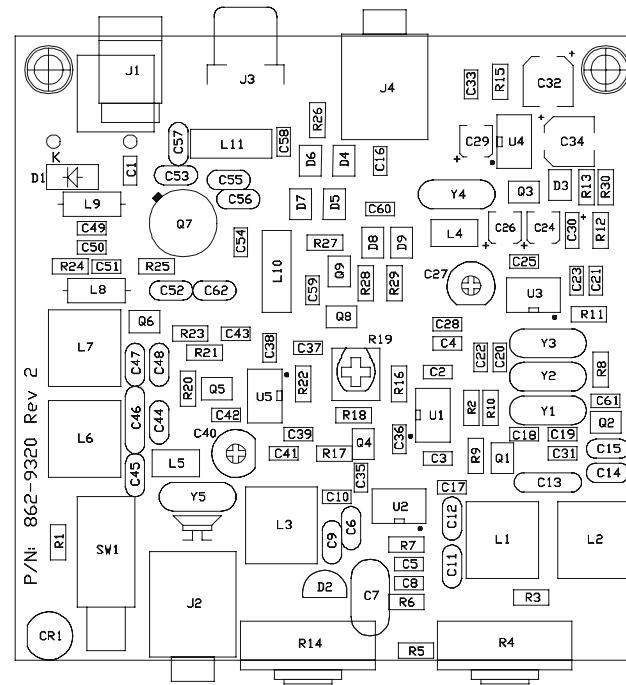 J1
J3
J4
C33
R15
C32
C57
L11
C58
R26
C29
U4
C34
K
D1
C1
C53
C55
D6
D4
C16
Y4
Q3
D3
R13
R30
L9
C56
D7
D5
C60
C49
Q7
C54
L10
R27
D8
D9
L4
C26
C24
C30
R12
C50
R24
C51
R25
C59
Q9
R28
R29
C27
C25
U3
C23
C21
L8
C52
C62
Q8
R11
L7
Q6
R23
C43
C38
C37
R19
C28
C4
Y3
C47
C48
R21
C22
C20
R20
Q5
U5
R22
R16
C2
Y2
R8
L6
C46
C44
C42
R18
U1
R2
R10
Y1
C61
Q2
C40
C39
C36
C18
C19
C45
L5
C41
R17
Q4
C3
R9
Q1
C31
C15
C35
C14
Y5
C10
C17
C13
P/N: 862-9320 Rev 2
R1
SW1
L3
C9
C6
U2
C12
L1
L2
R7
C5
C11
J2
D2
C7
C8
R6
R3
CR1
R14
R5
R4